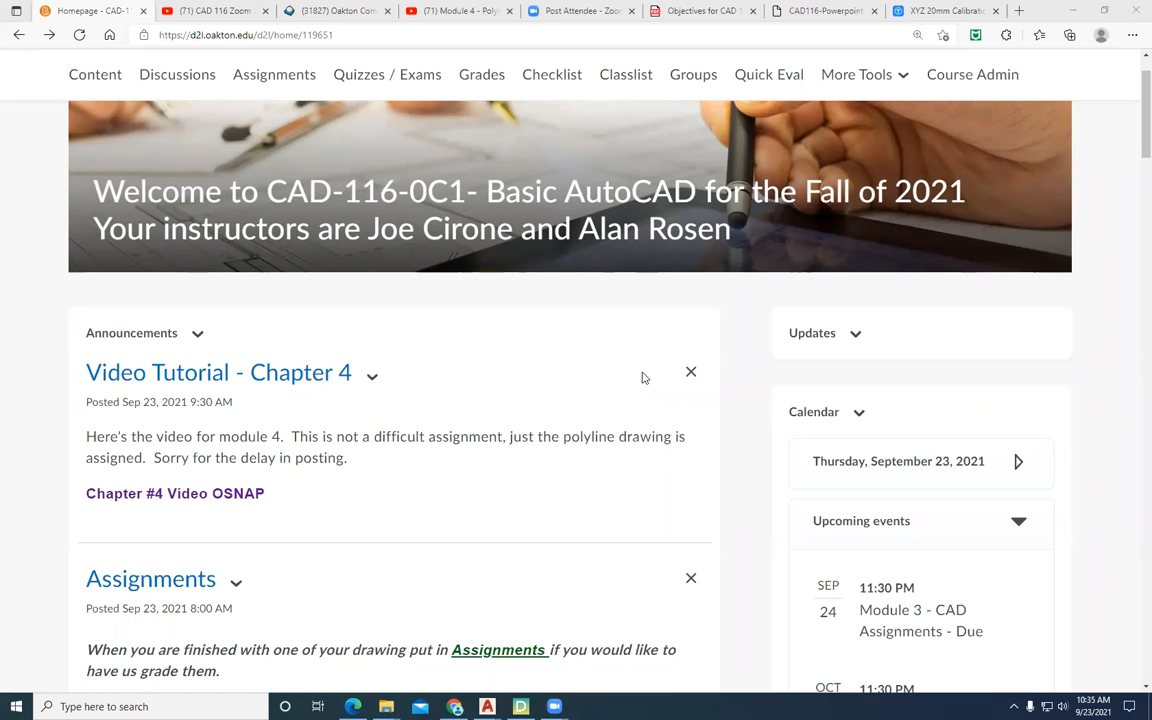 Homepage - CAD-1
(71) CAD 116 Zoom
(31827) Oakton Com
(71) Module 4 - Poly
Post Attendee - Zoo
Objectives for CAD 1
CAD116-Powerpoint
XYZ 20mm Calibratio
https://d2l.oakton.edu/d2l/home/119651
Content Discussions Assignments Quizzes / Exams Grades Checklist Classlist Groups Quick Eval More Tools Course Admin
Welcome to CAD-116-0C1- Basic AutoCAD for the Fall of 2021
Your instructors are Joe Cirone and Alan Rosen
Announcements
Video Tutorial - Chapter 4
Posted Sep 23, 2021 9:30 AM
Here's the video for module 4. This is not a difficult assignment, just the polyline drawing is
assigned. Sorry for the delay in posting.
Chapter #4 Video OSNAP
Assignments
Posted Sep 23, 2021 8:00 AM
When you are finished with one of your drawing put in Assignments if you would like to
have us grade them.
Updates
Calendar
Thursday, September 23, 2021
Upcoming events
SEP
24
11:30 PM
Module 3 - CAD
Assignments - Due
OCT
11:30 PM
Type here to search
10:35 AM
9/23/2021